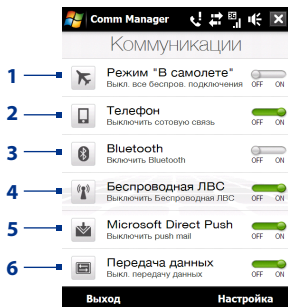 Comm Manager
Коммуникации
1 Режим "В самолете"
Выкл. все беспров. подключения OFF ON
2 Телефон
Выключить сотовую связь OFF ON
3 Bluetooth
Включить Bluetooth OFF ON
4 Беспроводная ЛВС
Выключить Беспроводная ЛВС OFF ON
5 Microsoft Direct Push
Выключить push mail OFF ON
6 Передача данных
Выкл. передачу данных OFF ON
Выход Настройка